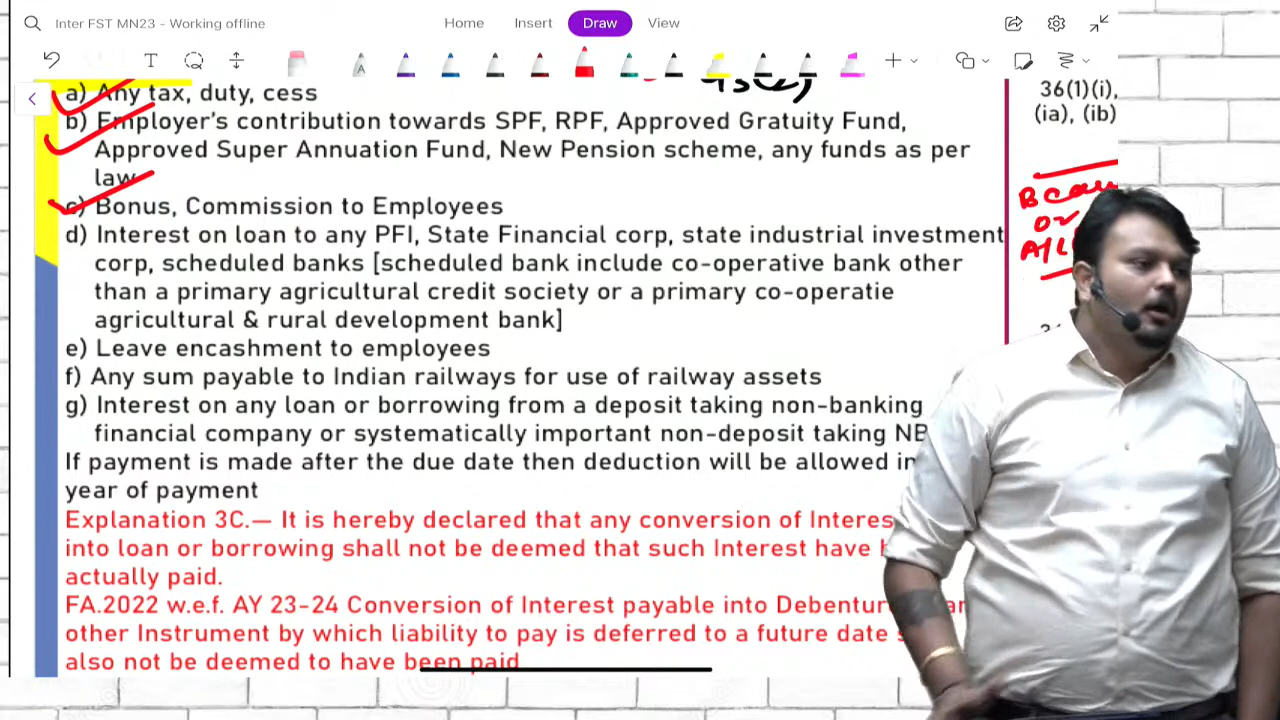 Inter FST MN23 - Working offline
Home Insert Draw View
a) Any tax, duty, cess
b) Employer's contribution towards SPF, RPF, Approved Gratuity Fund,
Approved Super Annuation Fund, New Pension scheme, any funds as per
law
c) Bonus, Commission to Employees
d) Interest on loan to any PFI, State Financial corp, state industrial investment
corp, scheduled banks [scheduled bank include co-operative bank other
than a primary agricultural credit society or a primary co-operatie
agricultural & rural development bank]
e) Leave encashment to employees
f) Any sum payable to Indian railways for use of railway assets
g) Interest on any loan or borrowing from a deposit taking non-banking
financial company or systematically important non-deposit taking
If payment is made after the due date then deduction will be allowed in
year of payment
Explanation 3C.— It is hereby declared that any conversion of
into loan or borrowing shall not be deemed that such Interest have
actually paid.
FA.2022 w.e.f. AY 23-24 Conversion of Interest payable into
other Instrument by which liability to pay is deferred to a future date
also not be deemed to have been paid
36(1)(i),
(ia), (ib)
or